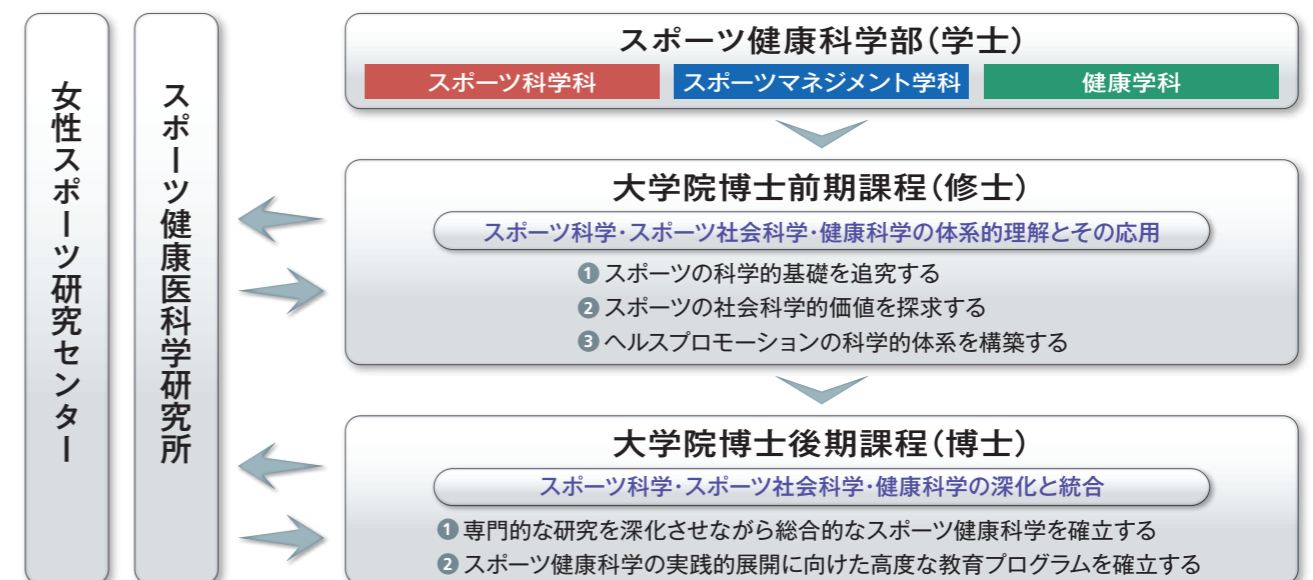 女性スポーツ研究センター
スポーツ健康医科学研究所
スポーツ健康科学部(学士)
スポーツ科学科
スポーツマネジメント学科
健康学科
大学院博士前期課程(修士)
スポーツ科学・スポーツ社会科学・健康科学の体系的理解とその応用
❶ スポーツの科学的基礎を追究する
❷ スポーツの社会科学的価値を探求する
❸ ヘルスプロモーションの科学的体系を構築する
大学院博士後期課程(博士)
スポーツ科学・スポーツ社会科学・健康科学の深化と統合
❶ 専門的な研究を深化させながら総合的なスポーツ健康科学を確立する
❷ スポーツ健康科学の実践的展開に向けた高度な教育プログラムを確立する